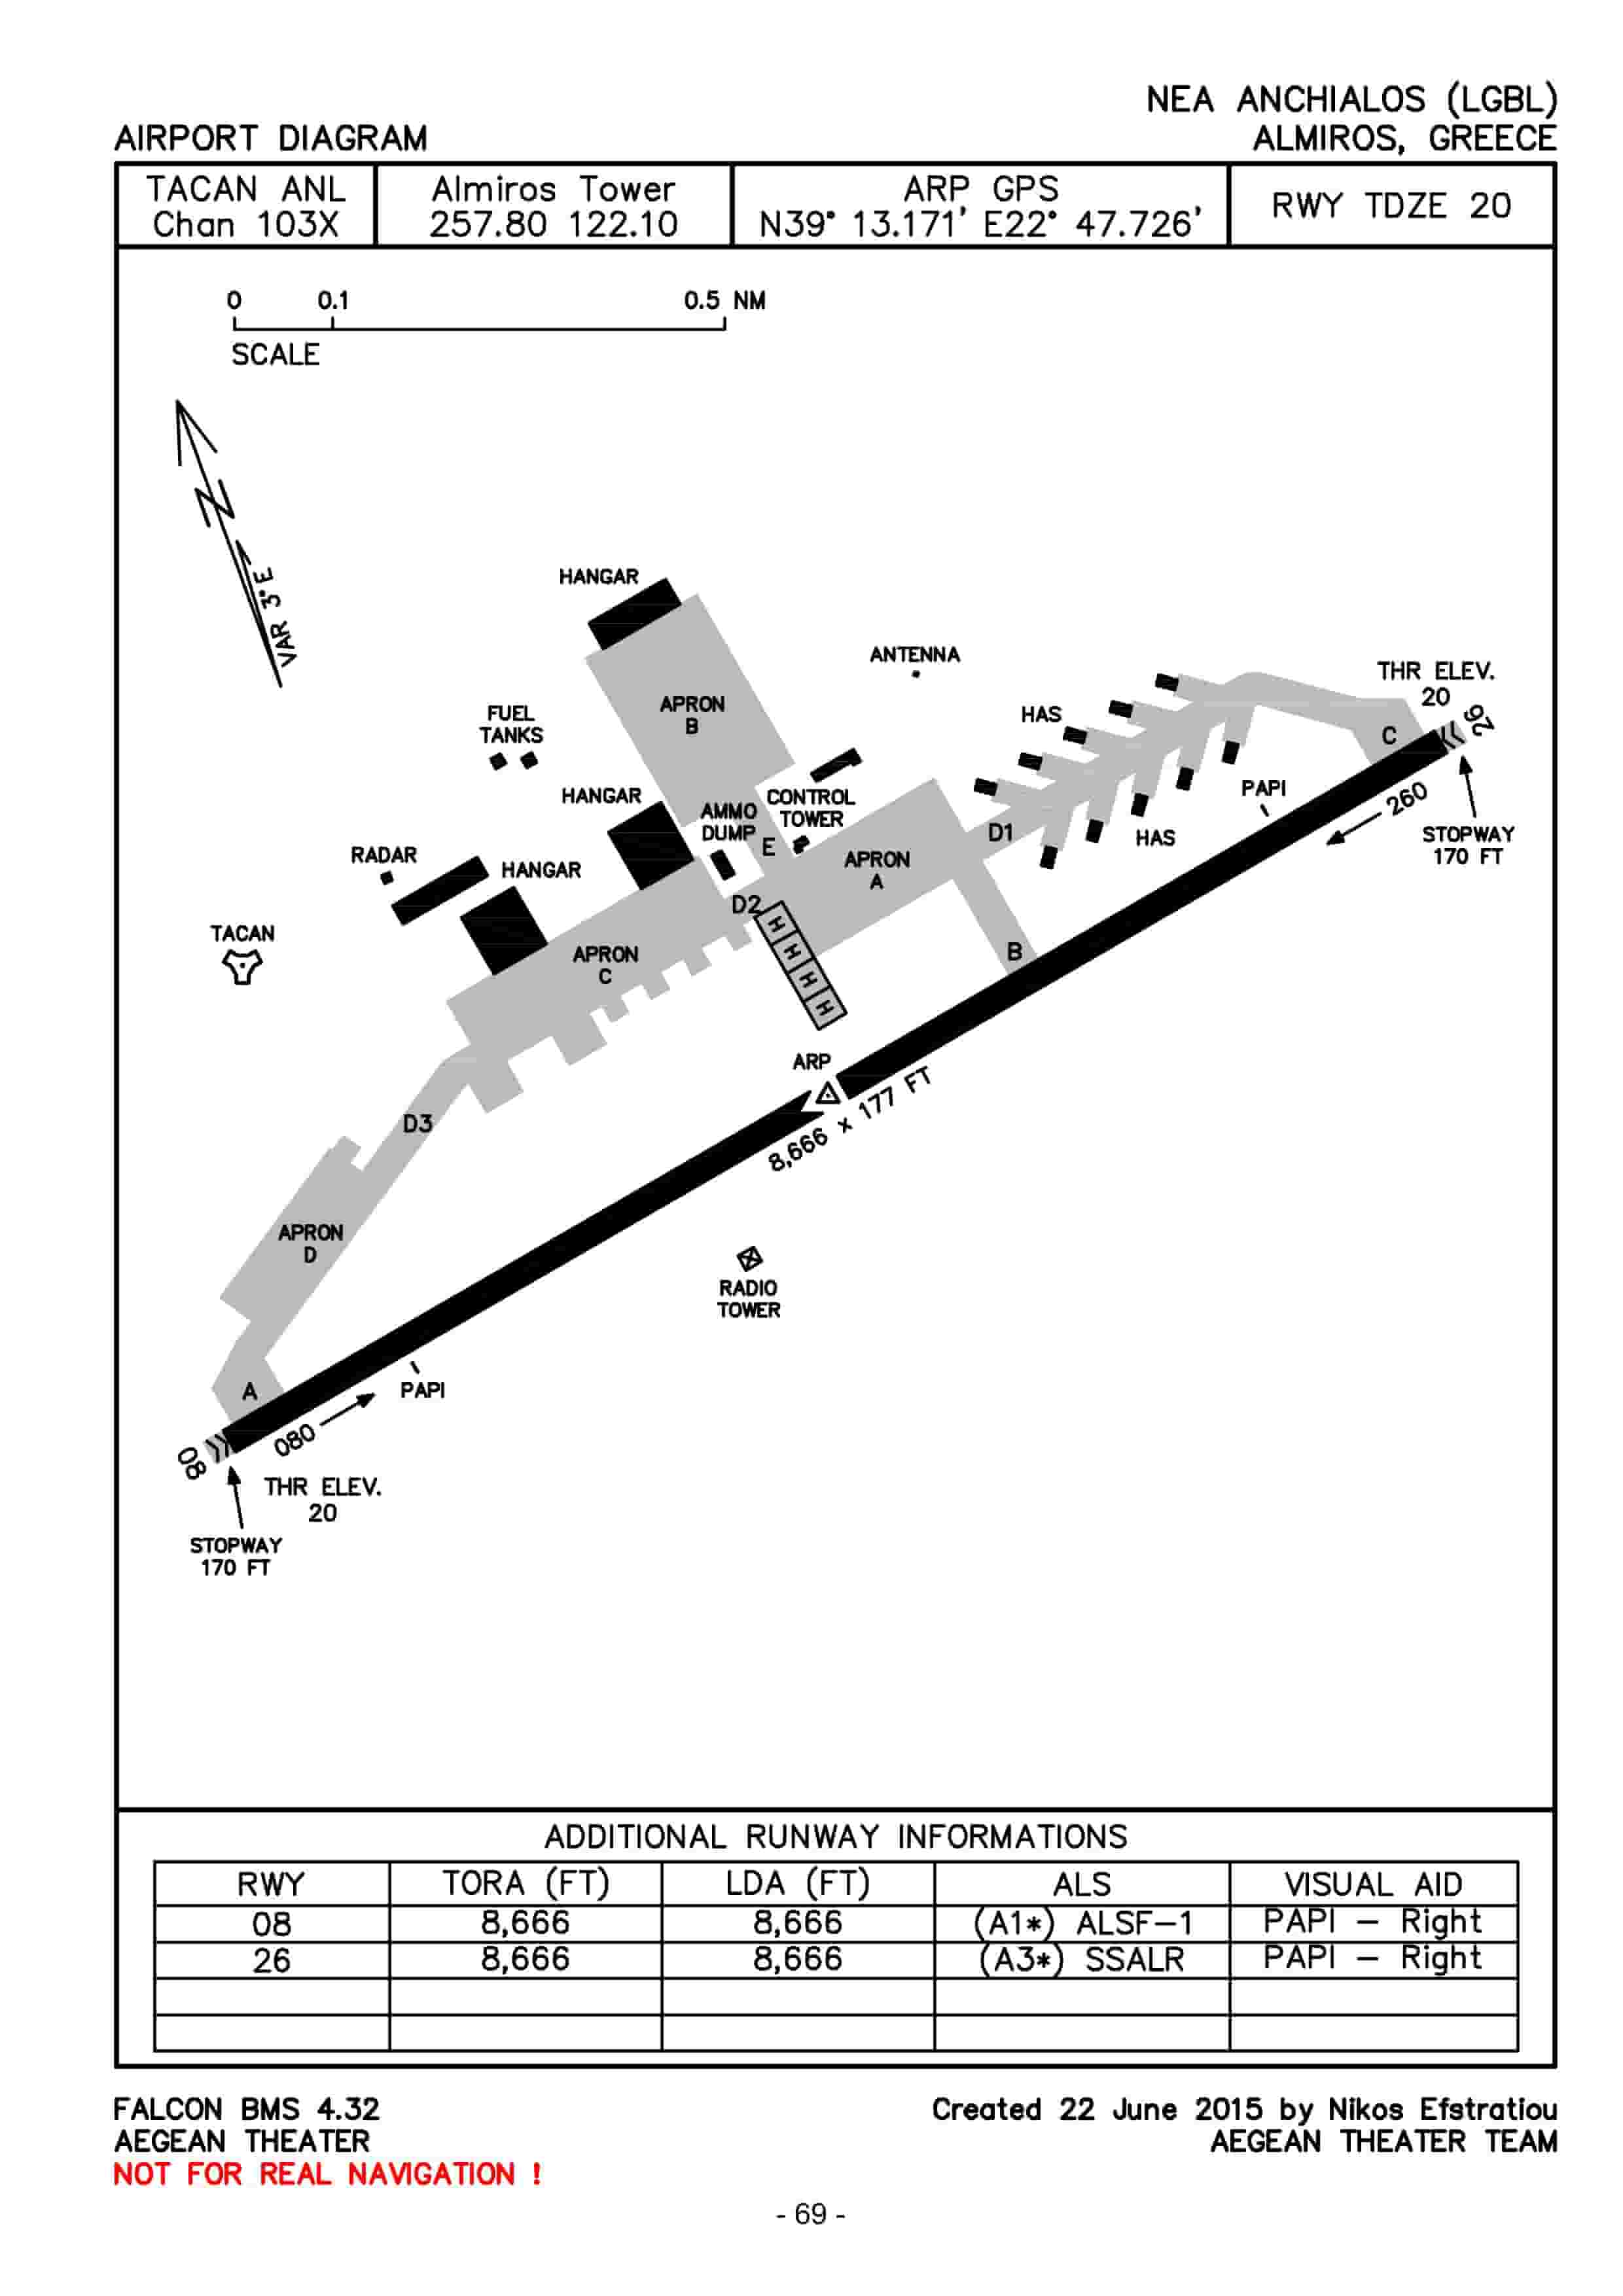 NEA ANCHIALOS (LGBL)
AIRPORT DIAGRAM
ALMIROS, GREECE
TACAN ANL
Chan 103X
Almiros Tower
257.80 122.10
ARP GPS
N39° 13.171' E22° 47.726'
RWY TDZE 20
0 0.1 0.5 NM
SCALE
N
VAR 3° E
HANGAR
ANTENNA
APRON
B
FUEL
TANKS
HAS
THR ELEV.
20
26
C
HANGAR
AMMO
DUMP
CONTROL
TOWER
E
PAPI
260
D1
HAS
STOPWAY
170 FT
RADAR
HANGAR
APRON
A
D2
TACAN
APRON
C
H
H
H
H
B
ARP
8,666 x 177 FT
D3
APRON
D
RADIO
TOWER
A
PAPI
080
08
THR ELEV.
20
STOPWAY
170 FT
ADDITIONAL RUNWAY INFORMATIONS
RWY TORA (FT) LDA (FT) ALS VISUAL AID
08 8,666 8,666 (A1*) ALSF-1 PAPI - Right
26 8,666 8,666 (A3*) SSALR PAPI - Right
FALCON BMS 4.32
AEGEAN THEATER
NOT FOR REAL NAVIGATION !
Created 22 June 2015 by Nikos Efstratiou
AEGEAN THEATER TEAM
- 69 -